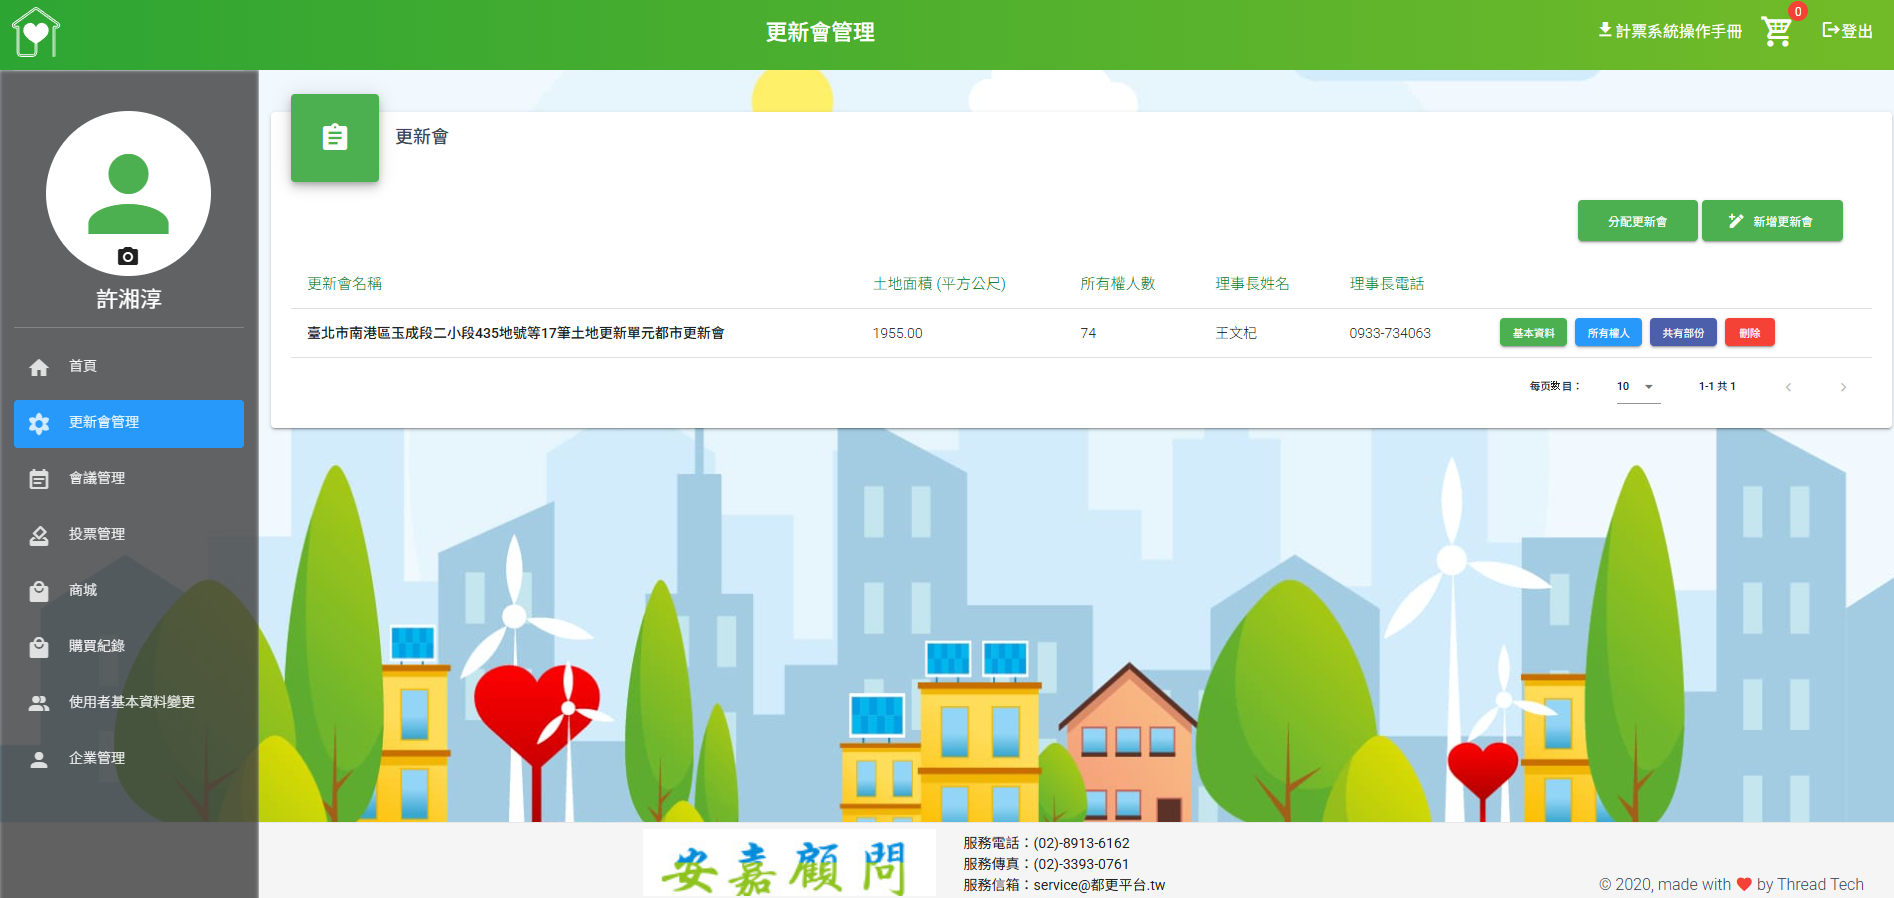 更新會管理
計票系統操作手冊
0
登出
許湘淳
首頁
更新會管理
會議管理
投票管理
商城
購買紀錄
使用者基本資料變更
企業管理
更新會
分配更新會
新增更新會
更新會名稱 土地面積 (平方公尺) 所有權人數 理事長姓名 理事長電話
臺北市南港區玉成段二小段435地號等17筆土地更新單元都市更新會 1955.00 74 王文杞 0933-734063 基本資料 所有權人 共有部份 刪除
每页数目： 10 1-1 共 1
安嘉顧問
服務電話：(02)-8913-6162
服務傳真：(02)-3393-0761
服務信箱：service@都更平台.tw
© 2020, made with ❤ by Thread Tech